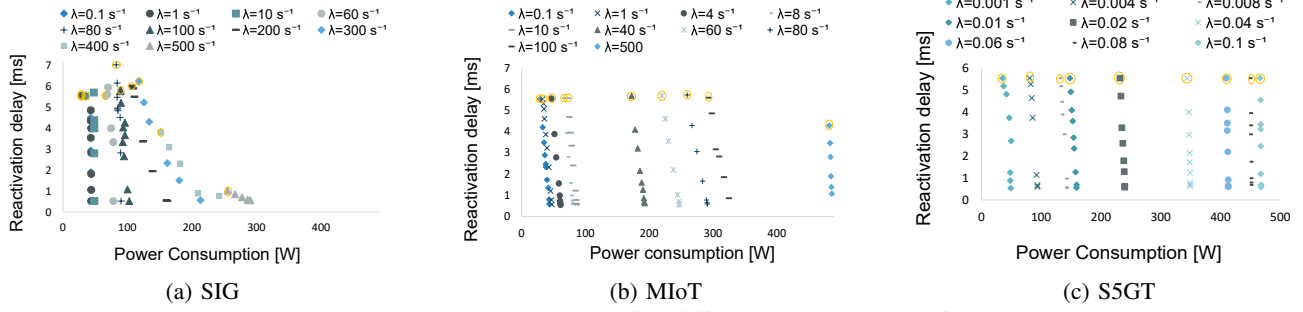 λ=0.1 s⁻¹ λ=1 s⁻¹ λ=10 s⁻¹ λ=60 s⁻¹
λ=80 s⁻¹ λ=100 s⁻¹ λ=200 s⁻¹ λ=300 s⁻¹
λ=400 s⁻¹ λ=500 s⁻¹
Reactivation delay [ms]
7
6
5
4
3
2
1
0
0 100 200 300 400
Power Consumption [W]
(a) SIG
λ=0.1 s⁻¹ λ=1 s⁻¹ λ=4 s⁻¹ λ=8 s⁻¹
λ=10 s⁻¹ λ=40 s⁻¹ λ=60 s⁻¹ λ=80 s⁻¹
λ=100 s⁻¹ λ=500
Reactivation delay [ms]
7
6
5
4
3
2
1
0
0 100 200 300 400
Power consumption [W]
(b) MIoT
λ=0.001 s⁻¹ λ=0.004 s⁻¹ λ=0.008 s⁻¹
λ=0.01 s⁻¹ λ=0.02 s⁻¹ λ=0.04 s⁻¹
λ=0.06 s⁻¹ λ=0.08 s⁻¹ λ=0.1 s⁻¹
Reactivation delay [ms]
6
5
4
3
2
1
0
0 100 200 300 400 500
Power Consumption [W]
(c) S5GT